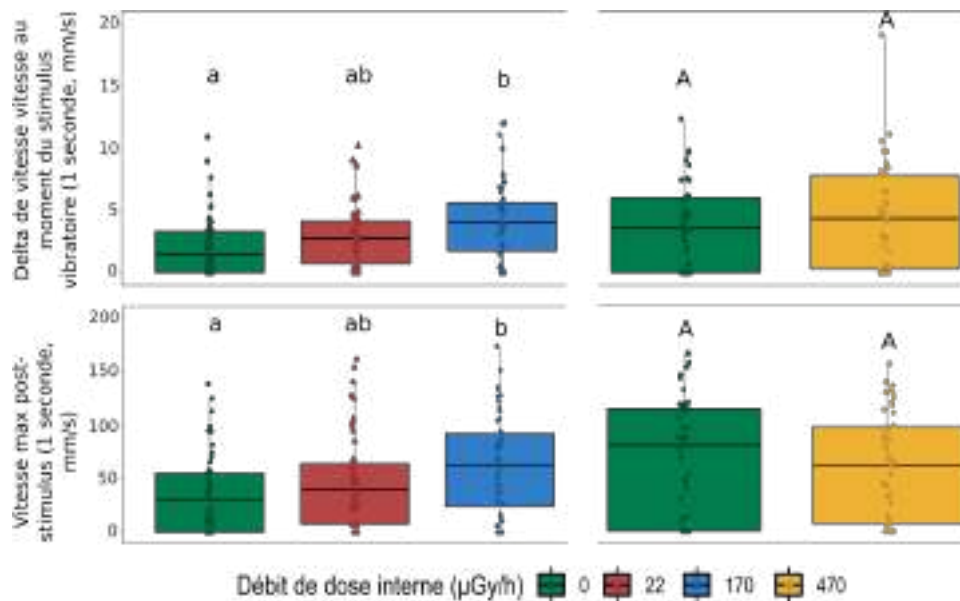 Delta de vitesse vitesse au
moment du stimulus
vibratoire (1 seconde, mm/s)
20
15
10
5
0
a
ab
b
A
A
Vitesse max post-
stimulus (1 seconde,
mm/s)
200
150
100
50
0
a
ab
b
A
A
Débit de dose interne (µGy/h) 0 22 170 470